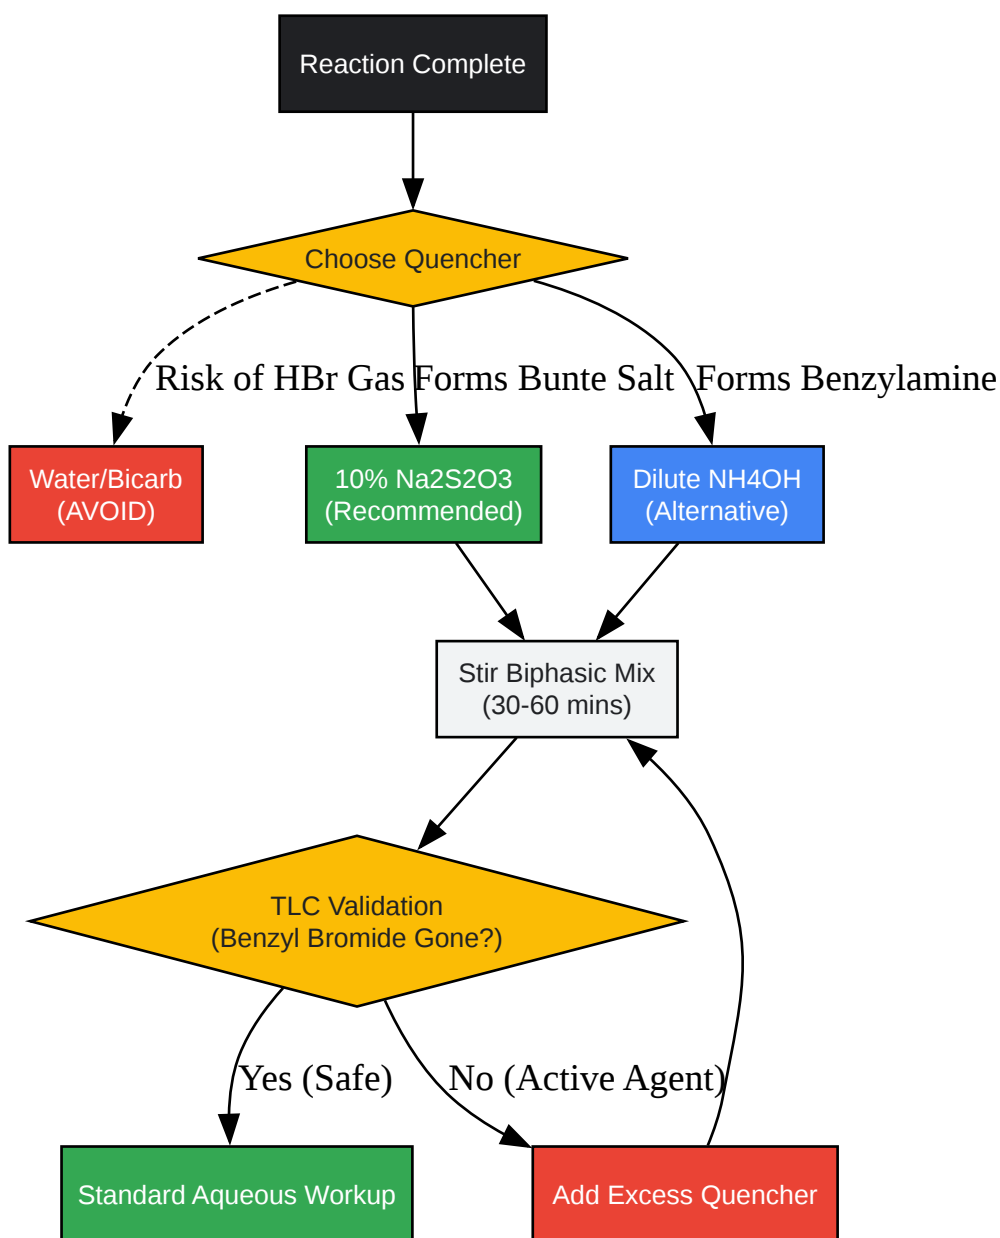 Reaction Complete
Choose Quencher
Risk of HBr Gas
Forms Bunte Salt
Forms Benzylamine
Water/Bicarb
(AVOID)
10% Na2S2O3
(Recommended)
Dilute NH4OH
(Alternative)
Stir Biphasic Mix
(30-60 mins)
TLC Validation
(Benzyl Bromide Gone?)
Yes (Safe)
No (Active Agent)
Standard Aqueous Workup
Add Excess Quencher